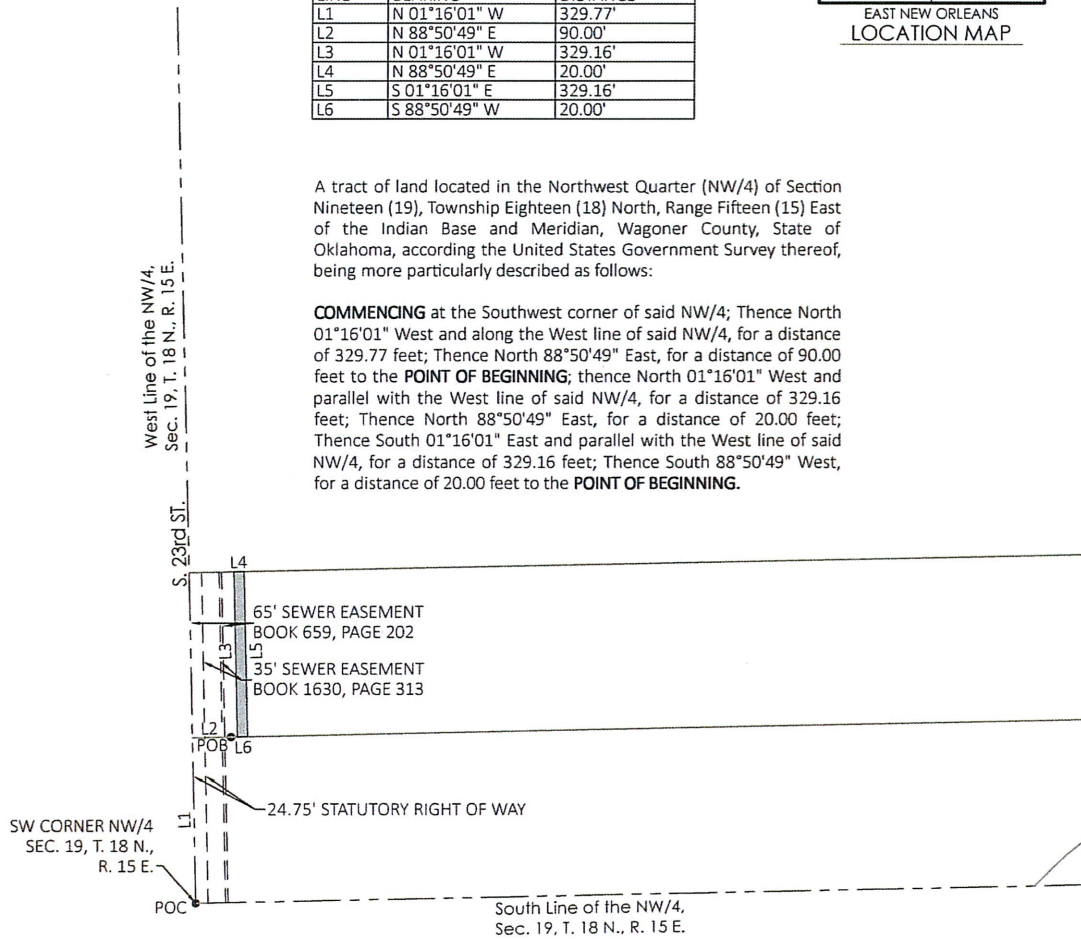 L1 N 01°16'01" W 329.77'
L2 N 88°50'49" E 90.00'
L3 N 01°16'01" W 329.16'
L4 N 88°50'49" E 20.00'
L5 S 01°16'01" E 329.16'
L6 S 88°50'49" W 20.00'
EAST NEW ORLEANS
LOCATION MAP
A tract of land located in the Northwest Quarter (NW/4) of Section
Nineteen (19), Township Eighteen (18) North, Range Fifteen (15) East
of the Indian Base and Meridian, Wagoner County, State of
Oklahoma, according the United States Government Survey thereof,
being more particularly described as follows:
COMMENCING at the Southwest corner of said NW/4; Thence North
01°16'01" West and along the West line of said NW/4, for a distance
of 329.77 feet; Thence North 88°50'49" East, for a distance of 90.00
feet to the POINT OF BEGINNING; thence North 01°16'01" West and
parallel with the West line of said NW/4, for a distance of 329.16
feet; Thence North 88°50'49" East, for a distance of 20.00 feet;
Thence South 01°16'01" East and parallel with the West line of said
NW/4, for a distance of 329.16 feet; Thence South 88°50'49" West,
for a distance of 20.00 feet to the POINT OF BEGINNING.
West Line of the NW/4,
Sec. 19, T. 18 N., R. 15 E.
S. 23rd ST.
L4
65' SEWER EASEMENT
BOOK 659, PAGE 202
L3
L5
35' SEWER EASEMENT
BOOK 1630, PAGE 313
L2
POB
L6
24.75' STATUTORY RIGHT OF WAY
L1
SW CORNER NW/4
SEC. 19, T. 18 N.,
R. 15 E.
POC
South Line of the NW/4,
Sec. 19, T. 18 N., R. 15 E.